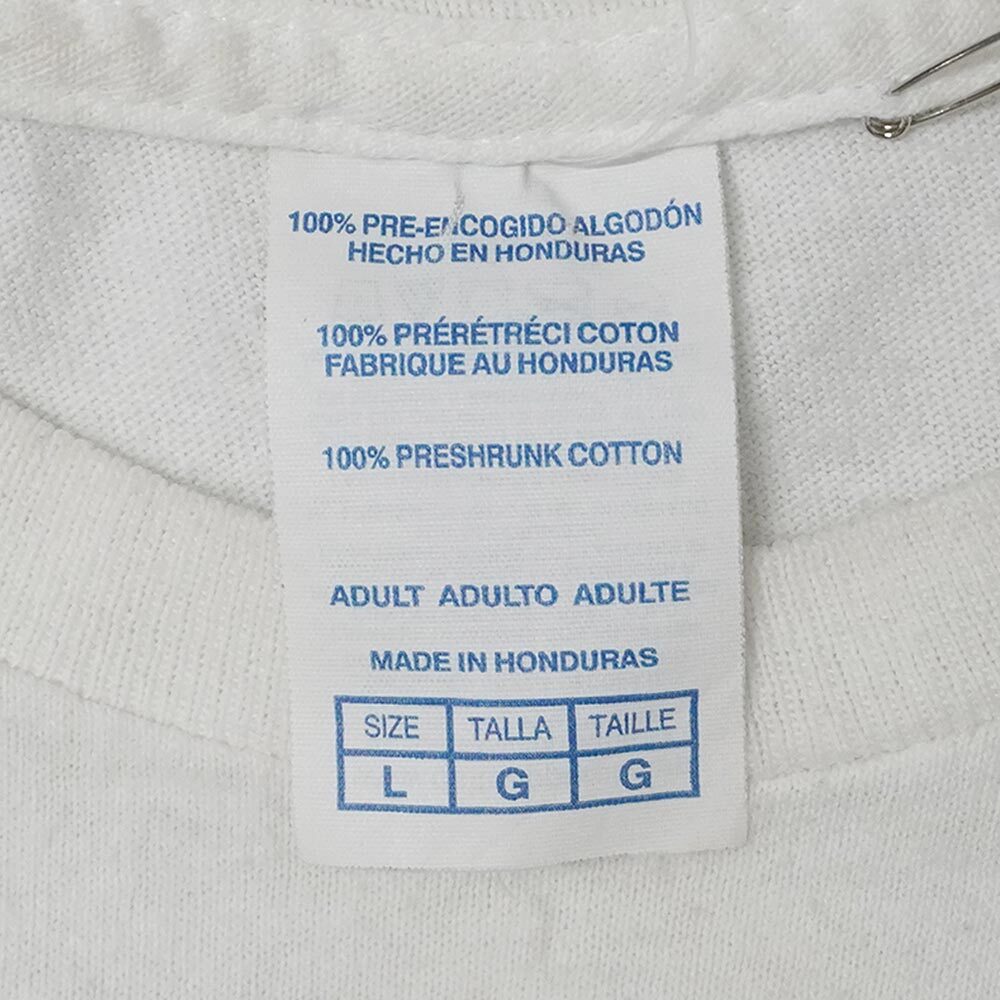 100% PRE-ENCOGIDO ALGODÓN
HECHO EN HONDURAS
100% PRÉRÉTRÉCI COTON
FABRIQUE AU HONDURAS
100% PRESHRUNK COTTON
ADULT ADULTO ADULTE
MADE IN HONDURAS
SIZE TALLA TAILLE
L G G